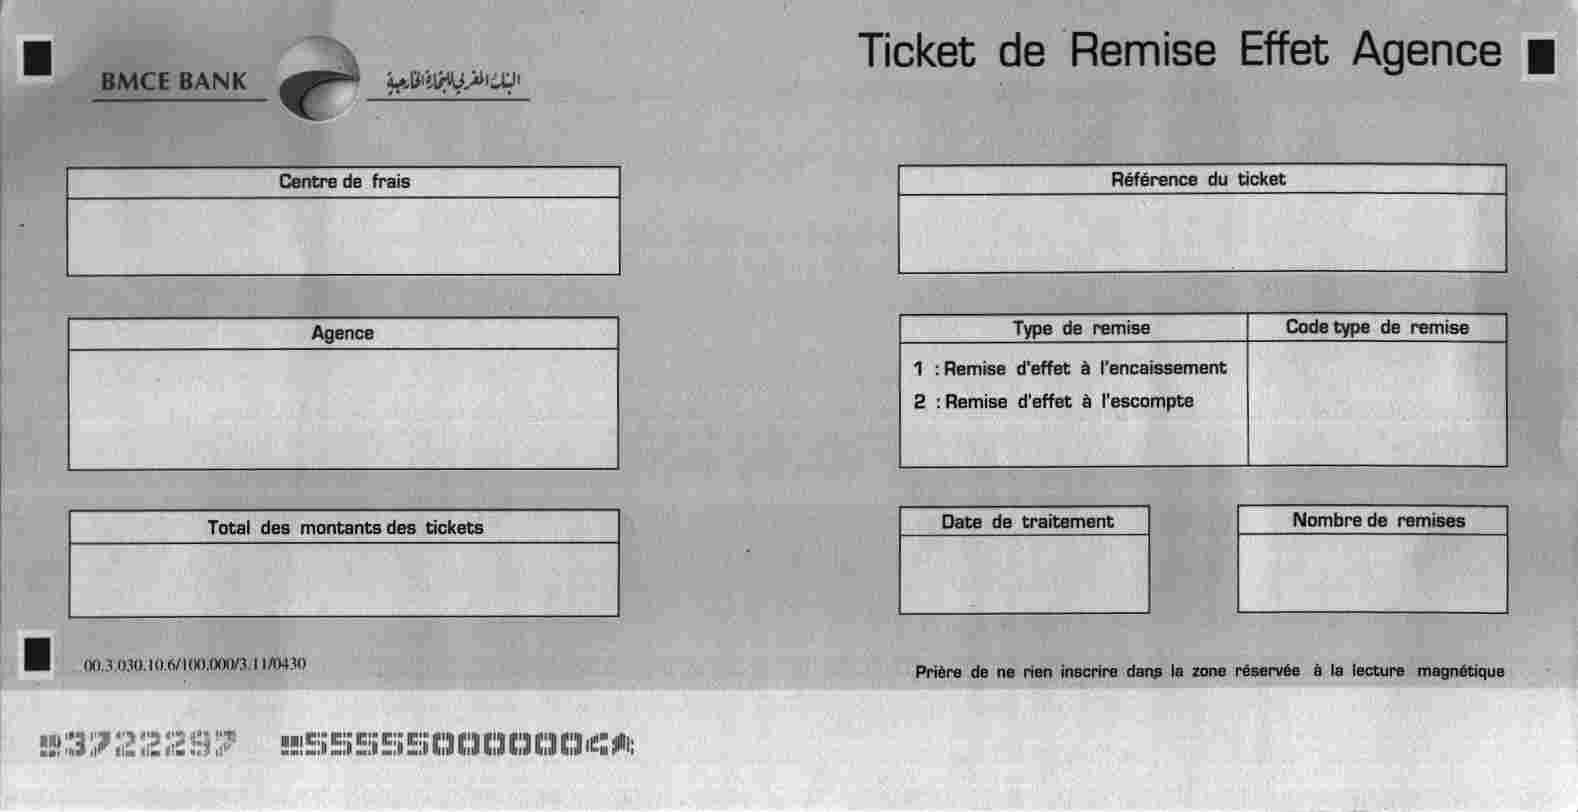 Ticket de Remise Effet Agence
BMCE BANK
البنك المغربي للتجارة الخارجية
Centre de frais
Référence du ticket
Agence
Type de remise
Code type de remise
1 : Remise d'effet à l'encaissement
2 : Remise d'effet à l'escompte
Total des montants des tickets
Date de traitement
Nombre de remises
00.3.030.10.6/100.000/3.11/0430
Prière de ne rien inscrire dans la zone réservée à la lecture magnétique
3722297 55555000000